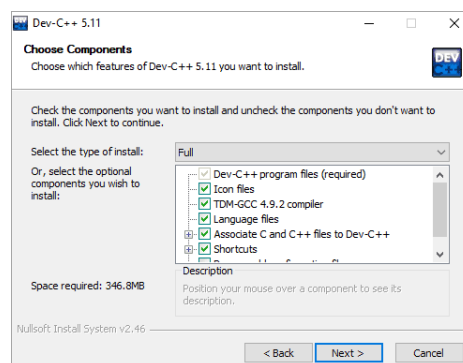 Dev-C++ 5.11
Choose Components
Choose which features of Dev-C++ 5.11 you want to install.
DEV
C++
Check the components you want to install and uncheck the components you don't want to
install. Click Next to continue.
Select the type of install:
Full
Or, select the optional
components you wish to
install:
Dev-C++ program files (required)
Icon files
TDM-GCC 4.9.2 compiler
Language files
Associate C and C++ files to Dev-C++
Shortcuts
Description
Position your mouse over a component to see its
description.
Space required: 346.8MB
Nullsoft Install System v2.46
< Back
Next >
Cancel